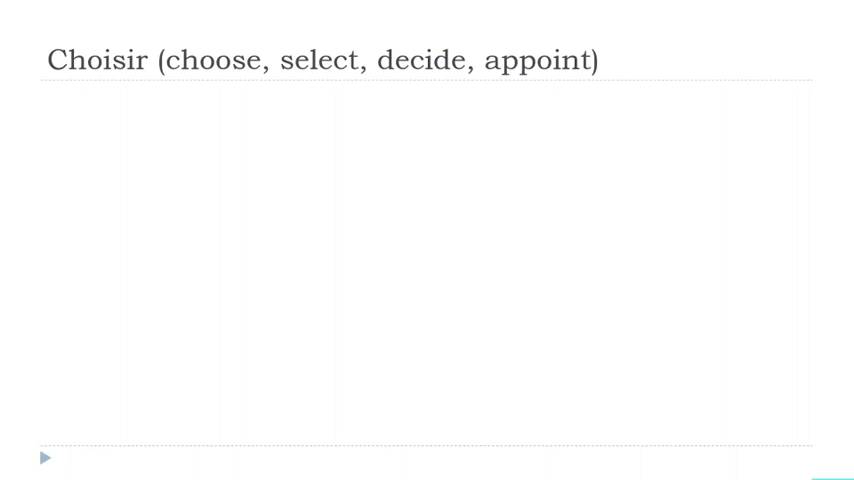 Choisir (choose, select, decide, appoint)